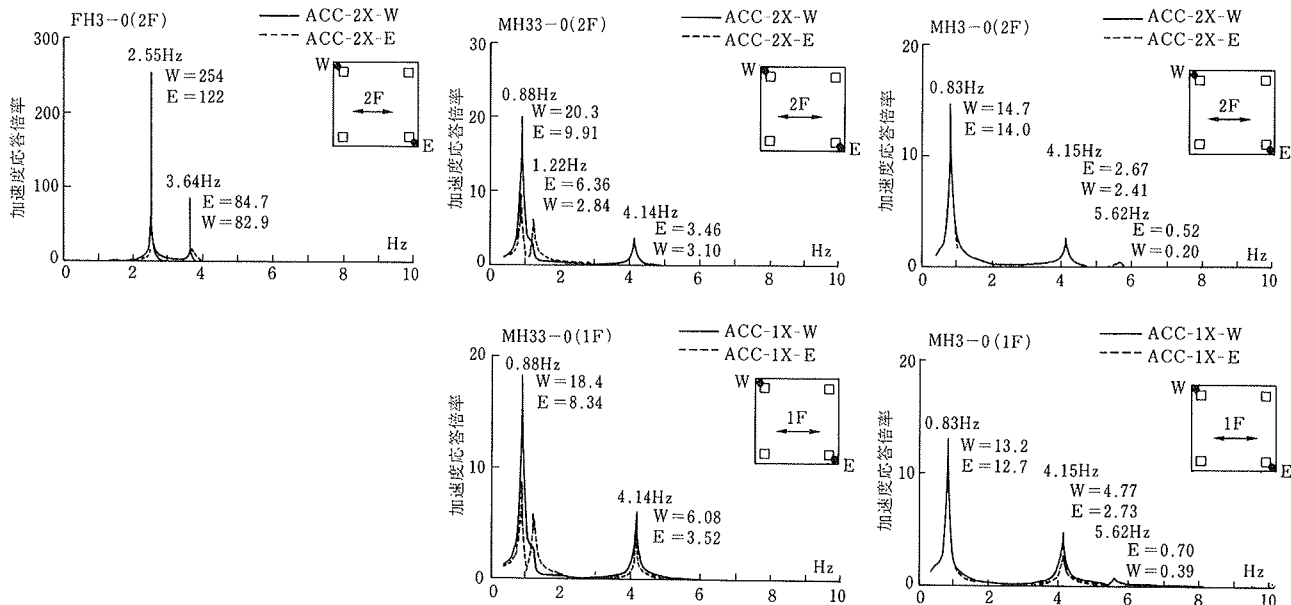 FH3-0(2F)
ACC-2X-W
ACC-2X-E
300
200
100
0
加速度応答倍率
2.55Hz
W=254
E=122
3.64Hz
E=84.7
W=82.9
W
2F
E
Hz
0 2 4 6 8 10
MH33-0(2F)
ACC-2X-W
ACC-2X-E
30
20
10
0
加速度応答倍率
0.88Hz
W=20.3
E=9.91
1.22Hz
E=6.36
W=2.84
4.14Hz
E=3.46
W=3.10
W
2F
E
Hz
0 2 4 6 8 10
MH3-0(2F)
ACC-2X-W
ACC-2X-E
20
10
0
加速度応答倍率
0.83Hz
W=14.7
E=14.0
4.15Hz
E=2.67
W=2.41
5.62Hz
E=0.52
W=0.20
W
2F
E
Hz
0 2 4 6 8 10
MH33-0(1F)
ACC-1X-W
ACC-1X-E
20
10
0
加速度応答倍率
0.88Hz
W=18.4
E=8.34
4.14Hz
W=6.08
E=3.52
W
1F
E
Hz
0 2 4 6 8 10
MH3-0(1F)
ACC-1X-W
ACC-1X-E
20
10
0
加速度応答倍率
0.83Hz
W=13.2
E=12.7
4.15Hz
W=4.77
E=2.73
5.62Hz
E=0.70
W=0.39
W
1F
E
Hz
0 2 4 6 8 10